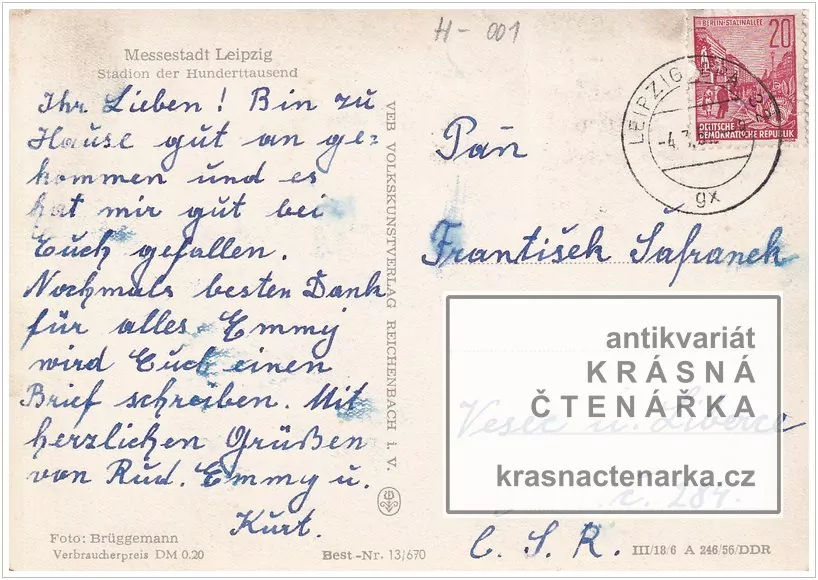 H-001
Messestadt Leipzig
Stadion der Hunderttausend
Ihr Lieben! Bin zu
Hause gut an ge-
kommen und es
hat mir gut bei
Euch gefallen.
Nochmals besten Dank
für alles. Emmy
wird Euch einen
Brief schreiben. Mit
herzlichen Grüßen
von Rud. Emmy u.
Kurt.
Foto: Brüggemann
Verbraucherpreis DM 0.20
Best-Nr. 13/670
VEB VOLKSKUNSTVERLAG REICHENBACH I. V.
BERLIN-STALINALLEE
20
DEUTSCHE
DEMOKRATISCHE REPUBLIK
LEIPZIG
-4.
gx
Pan
František Šafranek
Vesec u. Liberce
č. 284.
Č. S. R.
III/18/6 A 246/56/DDR
antikvariát
KRÁSNÁ
ČTENÁŘKA
krasnactenarka.cz